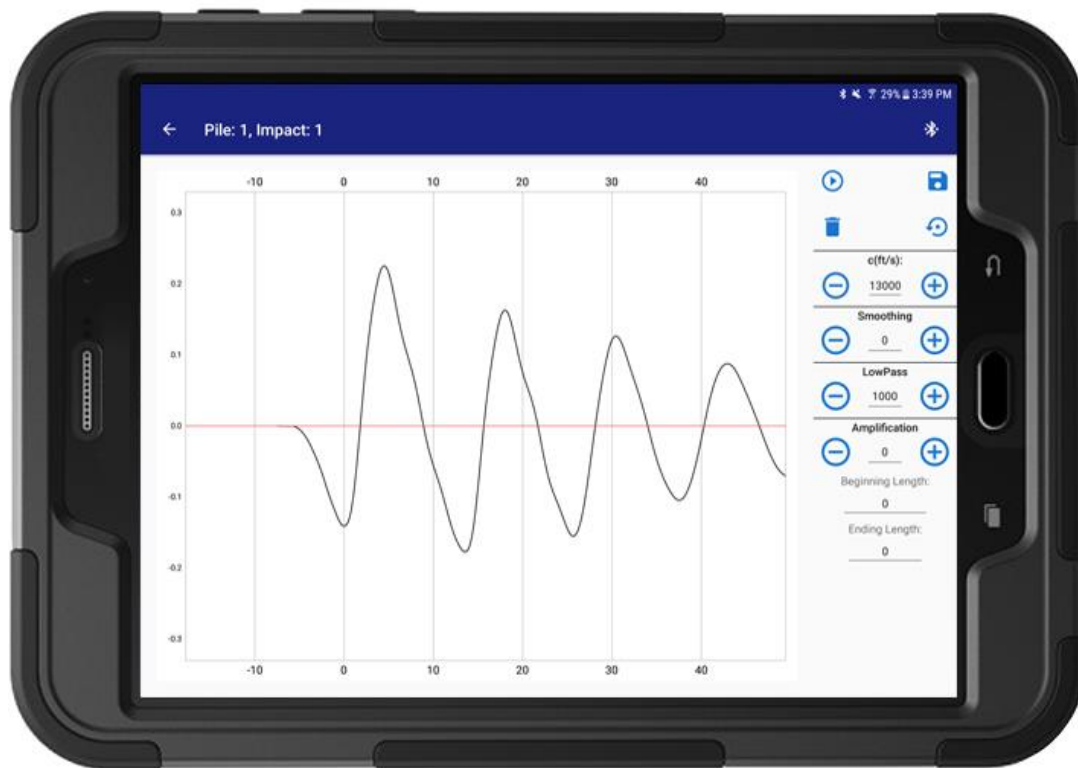 29% 3:39 PM
Pile: 1, Impact: 1
-10 0 10 20 30 40
0.3
0.2
0.1
0.0
-0.1
-0.2
-0.3
-10 0 10 20 30 40
c(ft/s):
13000
Smoothing
0
LowPass
1000
Amplification
0
Beginning Length:
0
Ending Length:
0